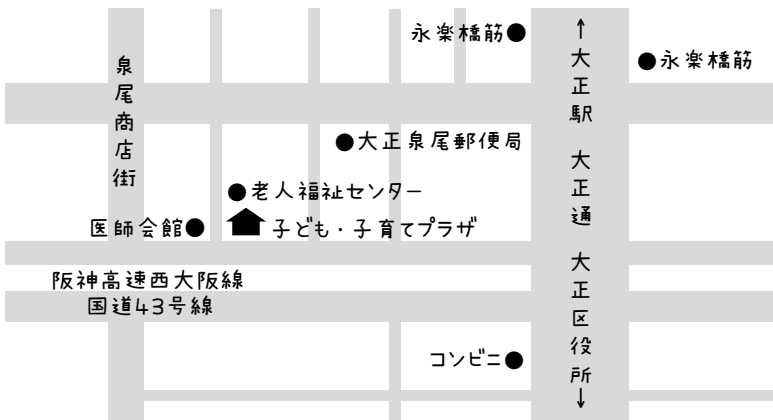 永楽橋筋
永楽橋筋
泉尾商店街
↑大正駅 大正通 大正区役所↓
大正泉尾郵便局
老人福祉センター
医師会館
子ども・子育てプラザ
阪神高速西大阪線
国道43号線
コンビニ